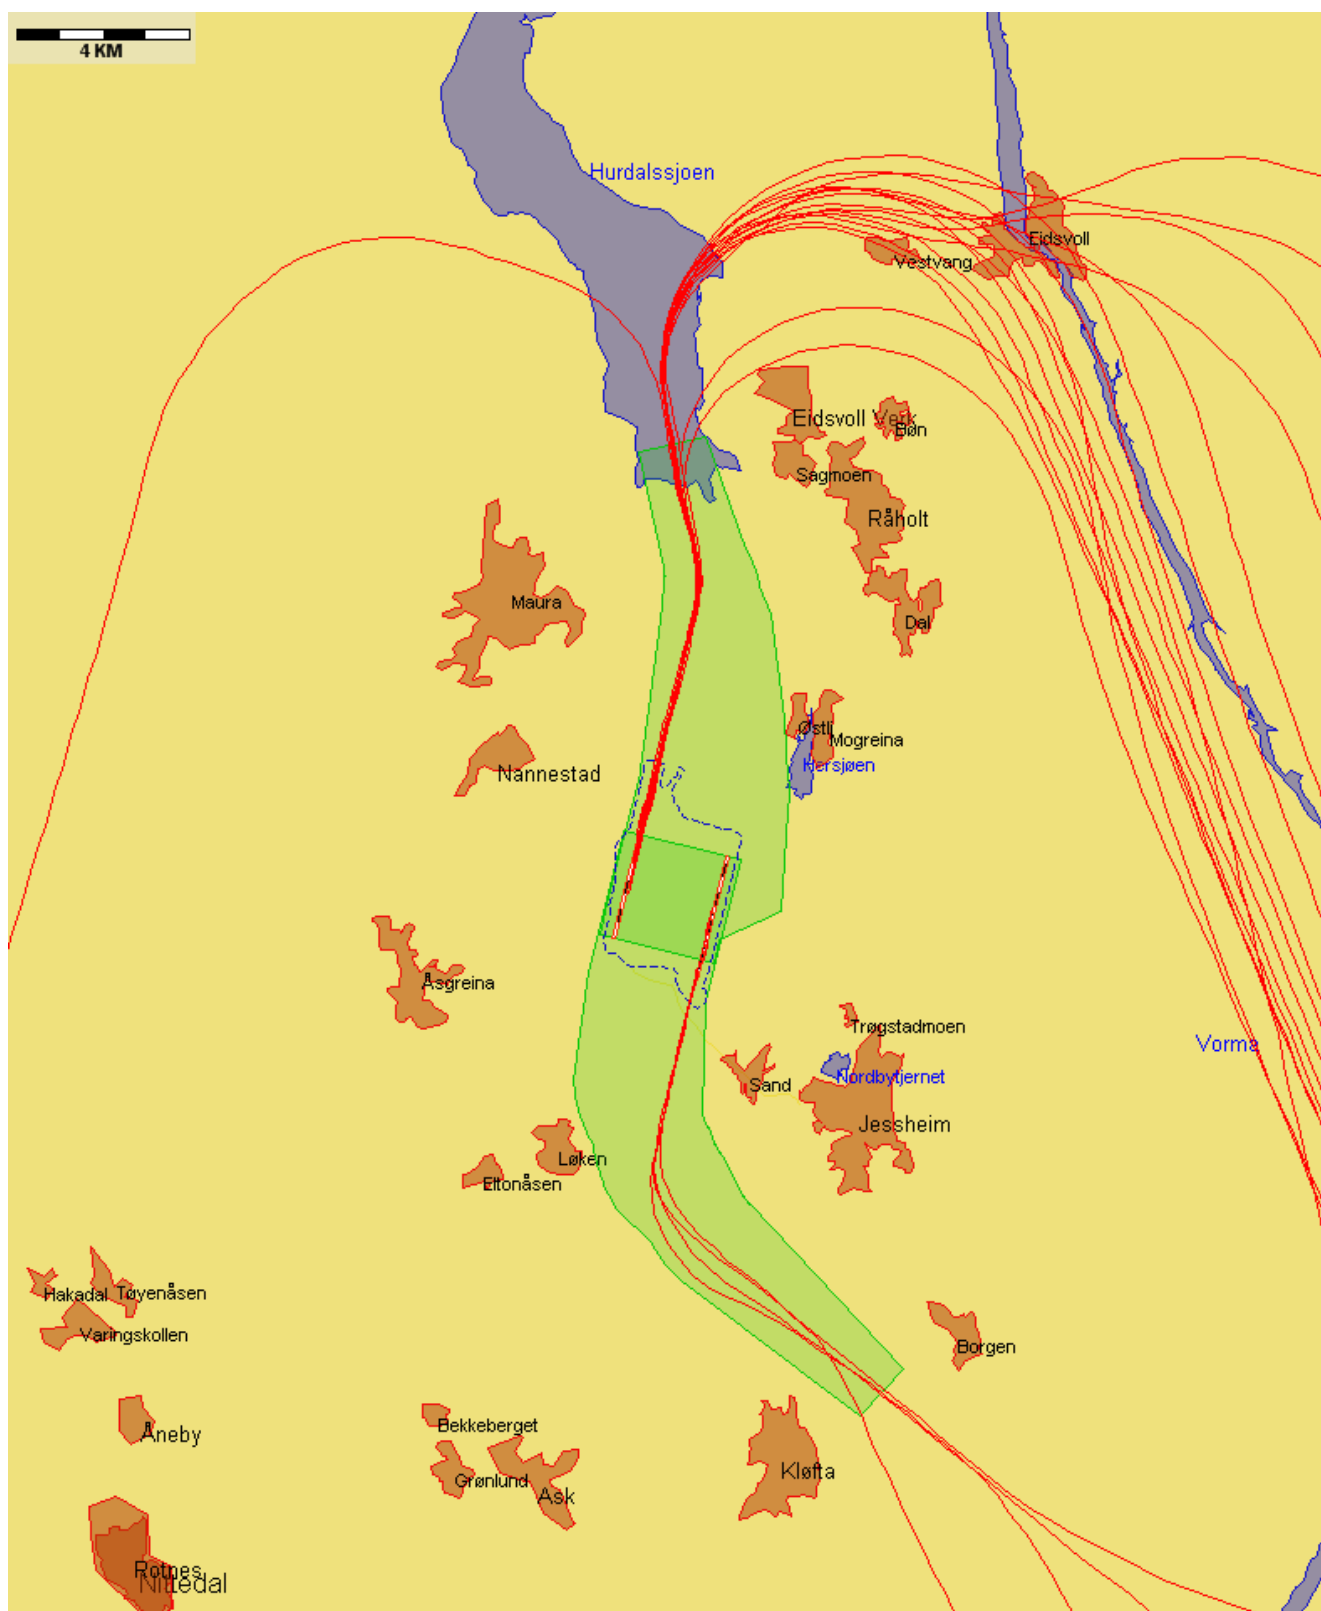 4 KM
Hurdalssjoen
Eidsvoll
Vestvang
Eidsvoll Verk
Bøn
Sagmoen
Råholt
Maura
Dal
Østli
Mogreina
Hersjøen
Nannestad
Åsgreina
Trøgstadmoen
Vorma
Nordbytjernet
Sand
Jessheim
Løken
Eltonåsen
Hakadal
Tøyenåsen
Varingskollen
Borgen
Bekkeberget
Åneby
Kløfta
Grønlund
Ask
Rotnes
Nittedal